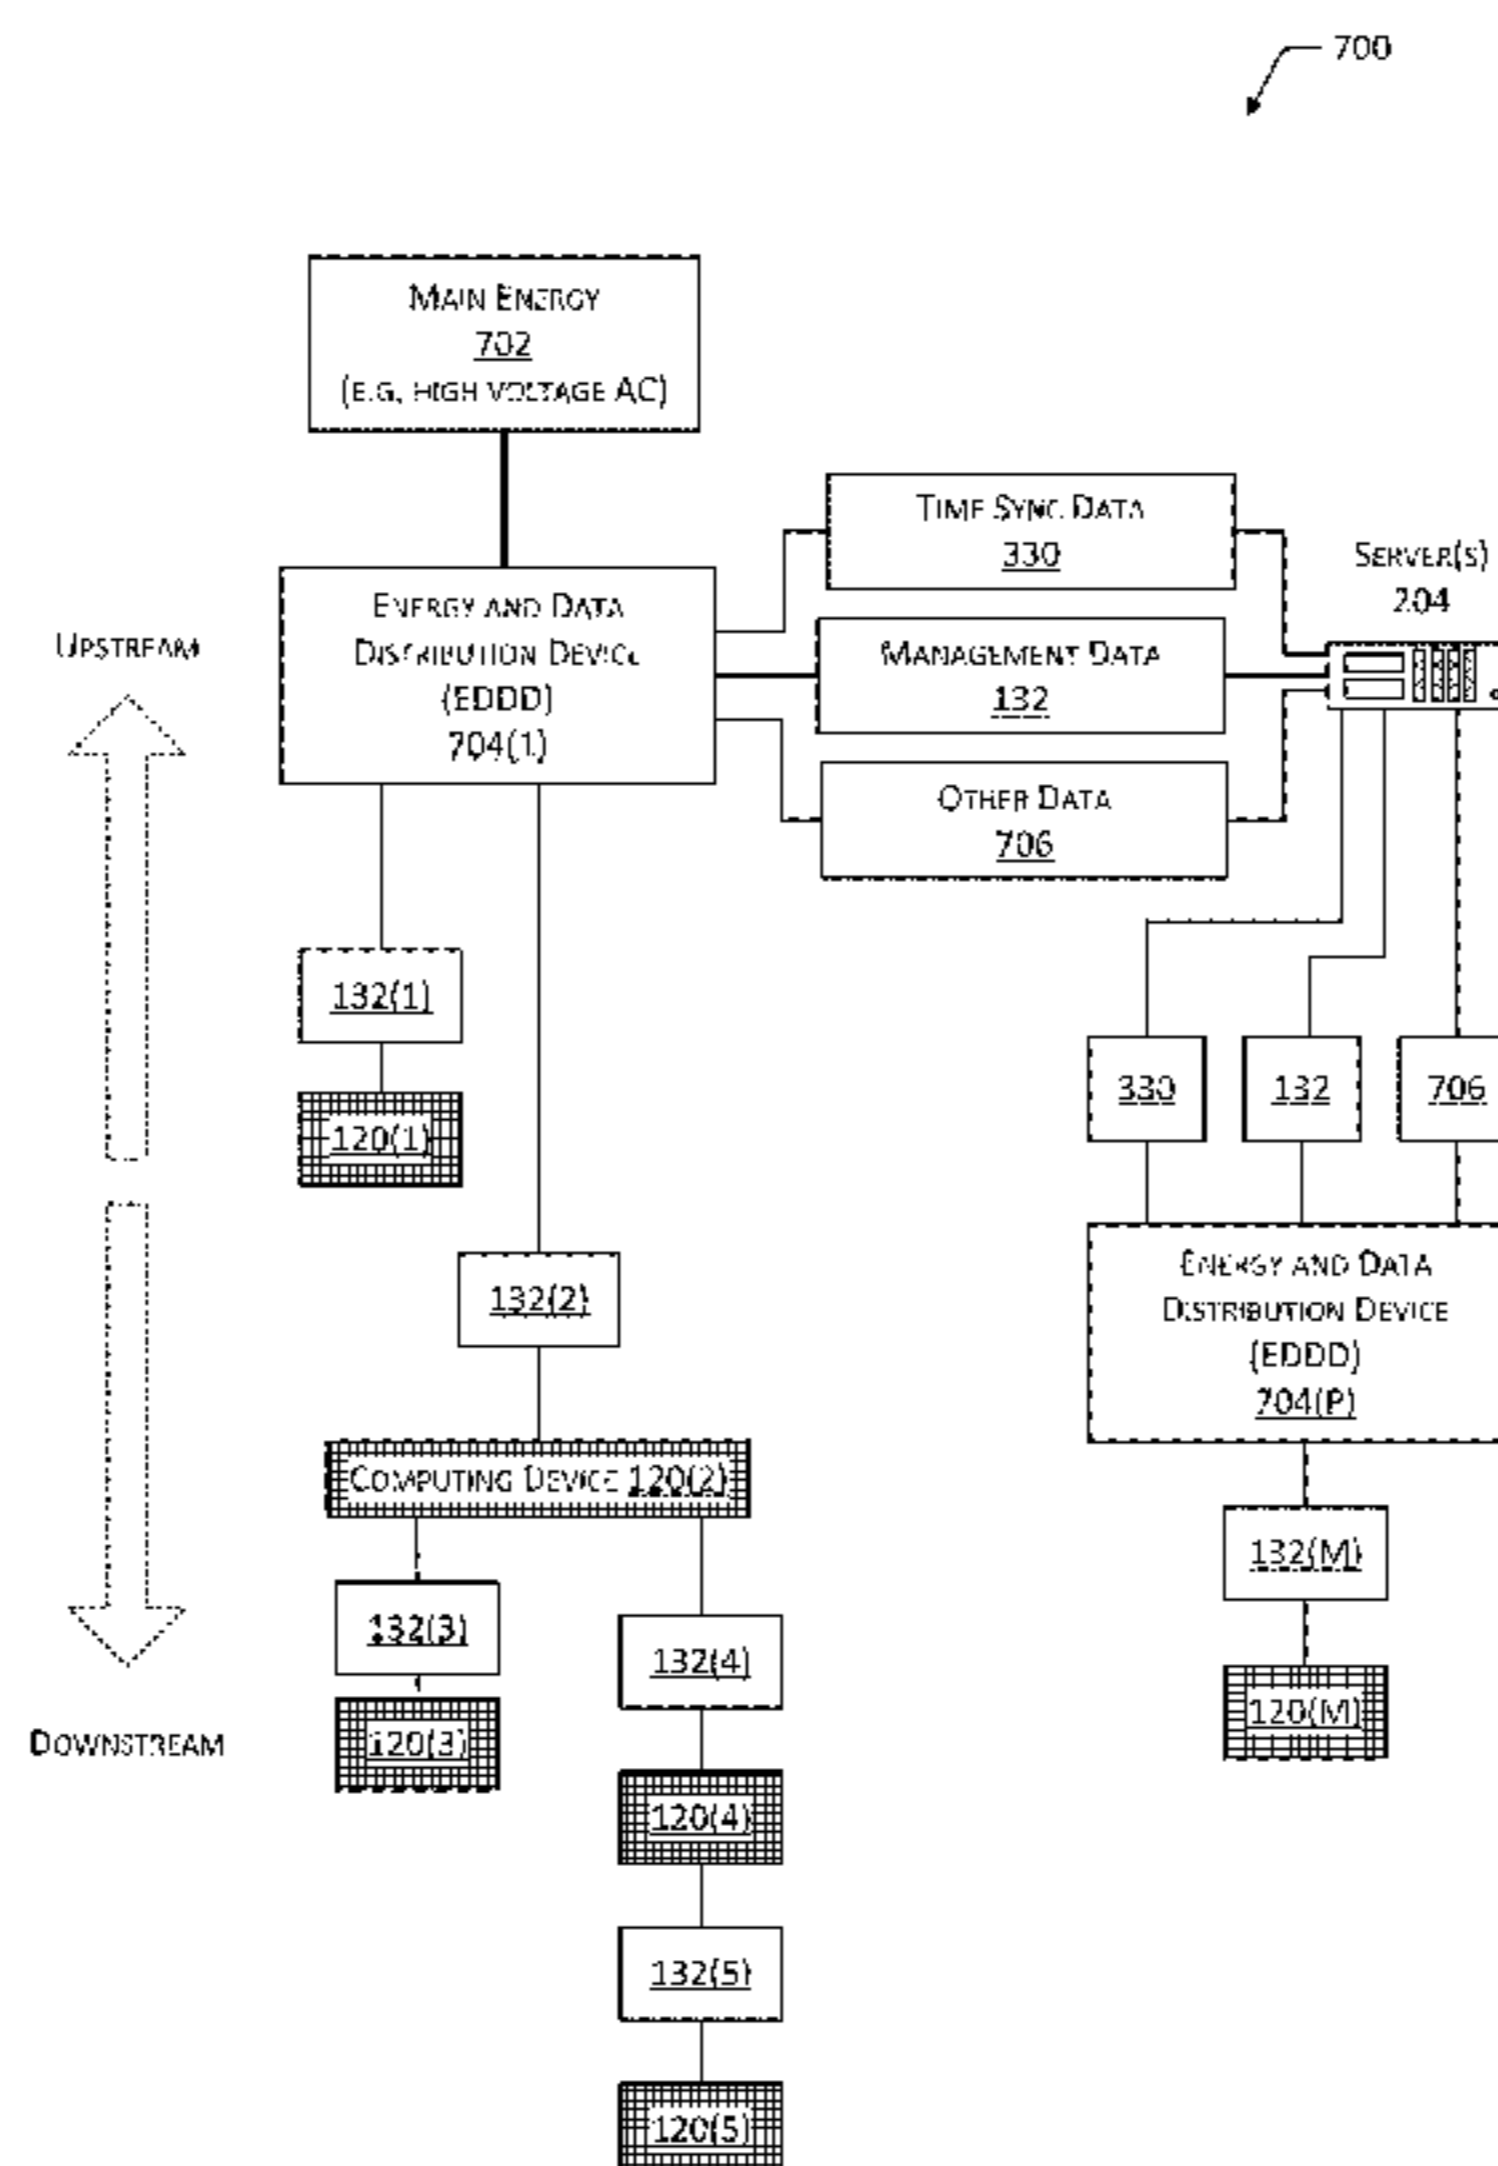 700
MAIN ENERGY
702
(E.G, HIGH VOLTAGE AC)
TIME SYNC DATA
330
SERVER(S)
204
ENERGY AND DATA
DISTRIBUTION DEVICE
(EDDD)
704(1)
UPSTREAM
MANAGEMENT DATA
132
OTHER DATA
706
132(1)
330
132
706
120(1)
ENERGY AND DATA
DISTRIBUTION DEVICE
(EDDD)
704(P)
132(2)
COMPUTING DEVICE 120(2)
132(M)
132(3)
132(4)
120(M)
DOWNSTREAM
120(3)
120(4)
132(5)
120(5)